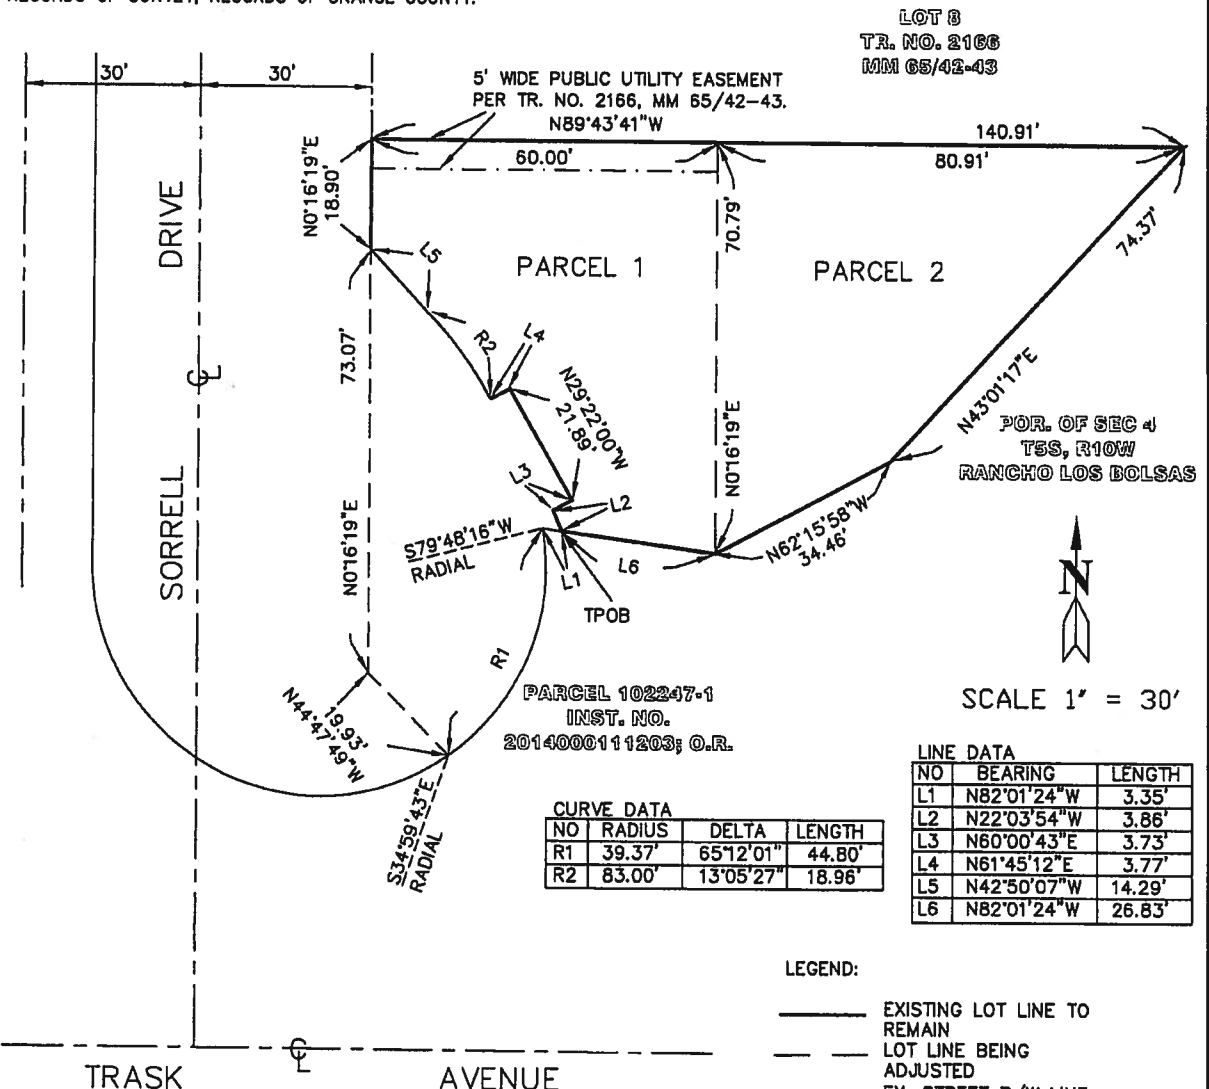 LOT 8
TR. NO. 2166
MM 65/42-43
30'
30'
5' WIDE PUBLIC UTILITY EASEMENT
PER TR. NO. 2166, MM 65/42-43.
N89°43'41"W
140.91'
60.00'
80.91'
N0°16'19"E
18.90'
DRIVE
SORRELL
L5
PARCEL 1
70.79'
PARCEL 2
74.37'
R2
L4
73.07'
N29°22'00"W
21.89'
N43°01'17"E
POR. OF SEC 4
T5S, R10W
RANCHO LOS BOLSAS
N0°16'19"E
L3
L2
S79°48'16"W
RADIAL
N0°16'19"E
L1
L6
N62°15'58"W
34.46'
TPOB
N
R1
PARCEL 102247-1
INST. NO.
2014000111203; O.R.
19.93'
N44°47'49"W
S34°59'43"E
RADIAL
SCALE 1" = 30'
CURVE DATA
NO RADIUS DELTA LENGTH
R1 39.37' 65°12'01" 44.80'
R2 83.00' 13°05'27" 18.96'
LINE DATA
NO BEARING LENGTH
L1 N82°01'24"W 3.35'
L2 N22°03'54"W 3.86'
L3 N60°00'43"E 3.73'
L4 N61°45'12"E 3.77'
L5 N42°50'07"W 14.29'
L6 N82°01'24"W 26.83'
LEGEND:
EXISTING LOT LINE TO
REMAIN
LOT LINE BEING
ADJUSTED
TRASK AVENUE